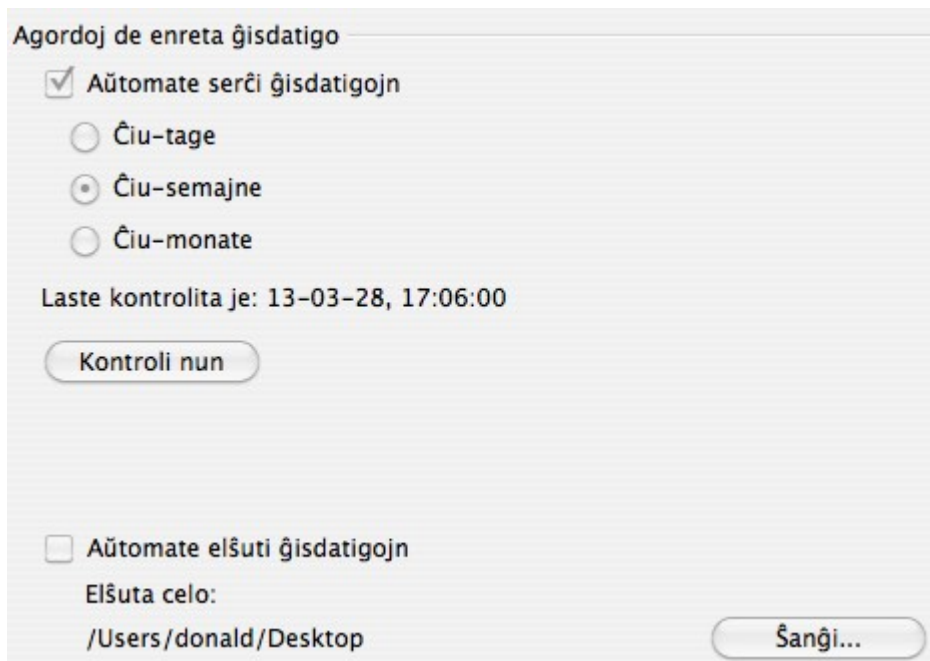 Agordoj de enreta ĝisdatigo
Aŭtomate serĉi ĝisdatigojn
Ĉiu-tage
Ĉiu-semajne
Ĉiu-monate
Laste kontrolita je: 13-03-28, 17:06:00
Kontroli nun
Aŭtomate elŝuti ĝisdatigojn
Elŝuta celo:
/Users/donald/Desktop
Ŝanĝi...